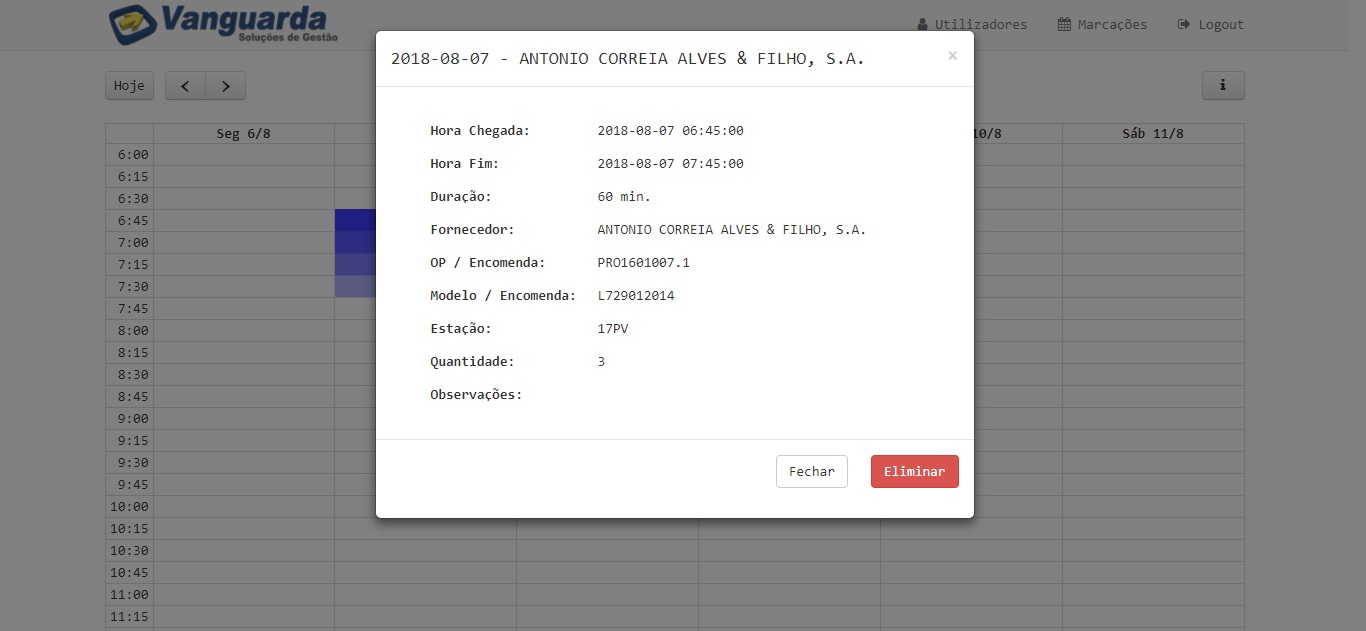 Vanguarda
Soluções de Gestão
Utilizadores
Marcações
Logout
2018-08-07 - ANTONIO CORREIA ALVES & FILHO, S.A.
×
Hoje
<
>
i
Hora Chegada: 2018-08-07 06:45:00
Hora Fim: 2018-08-07 07:45:00
Duração: 60 min.
Fornecedor: ANTONIO CORREIA ALVES & FILHO, S.A.
OP / Encomenda: PRO1601007.1
Modelo / Encomenda: L729012014
Estação: 17PV
Quantidade: 3
Observações:
Fechar
Eliminar
Seg 6/8
10/8
Sáb 11/8
6:00
6:15
6:30
6:45
7:00
7:15
7:30
7:45
8:00
8:15
8:30
8:45
9:00
9:15
9:30
9:45
10:00
10:15
10:30
10:45
11:00
11:15